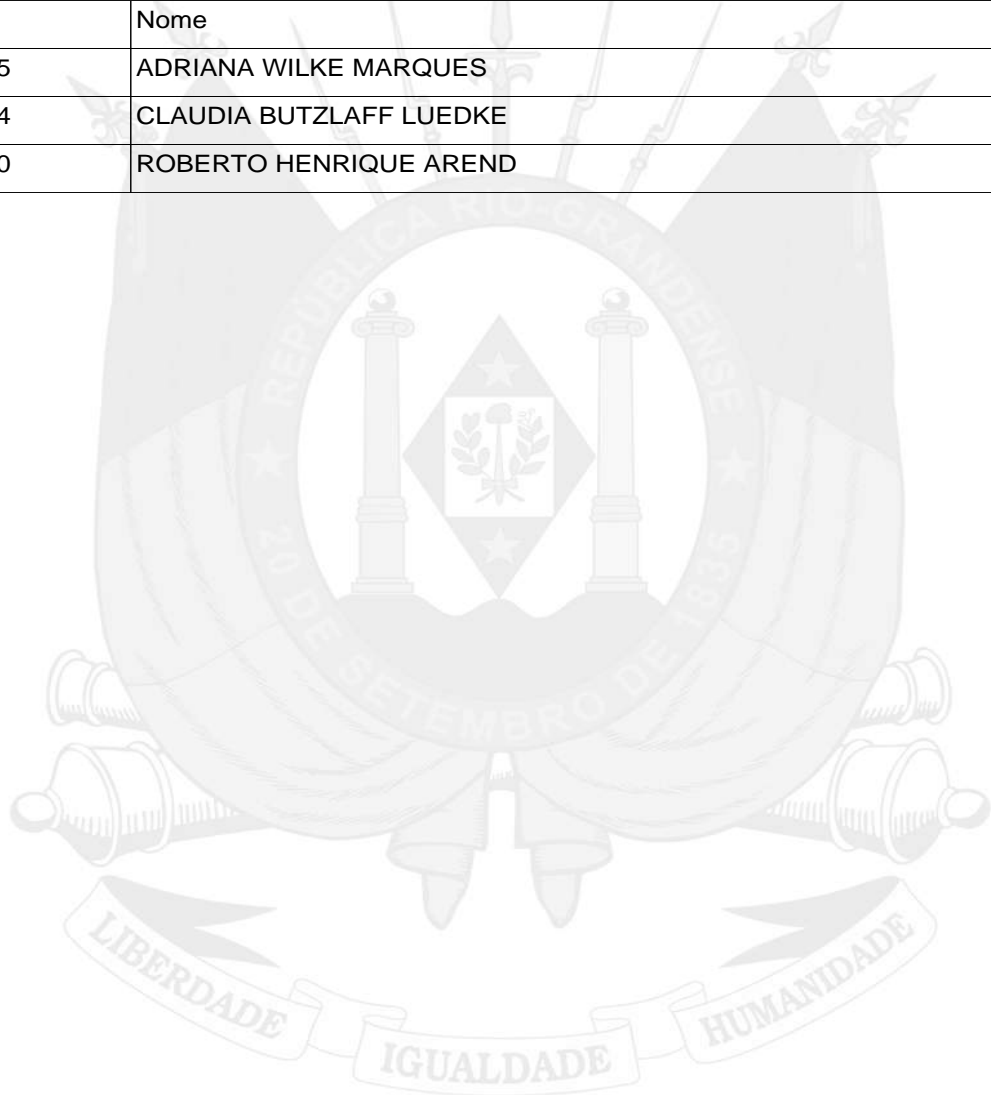 Nome
5 ADRIANA WILKE MARQUES
4 CLAUDIA BUTZLAFF LUEDKE
0 ROBERTO HENRIQUE AREND
REPUBLICA RIO-GRANDENSE
20 DE SETEMBRO DE 1835
LIBERDADE IGUALDADE HUMANIDADE